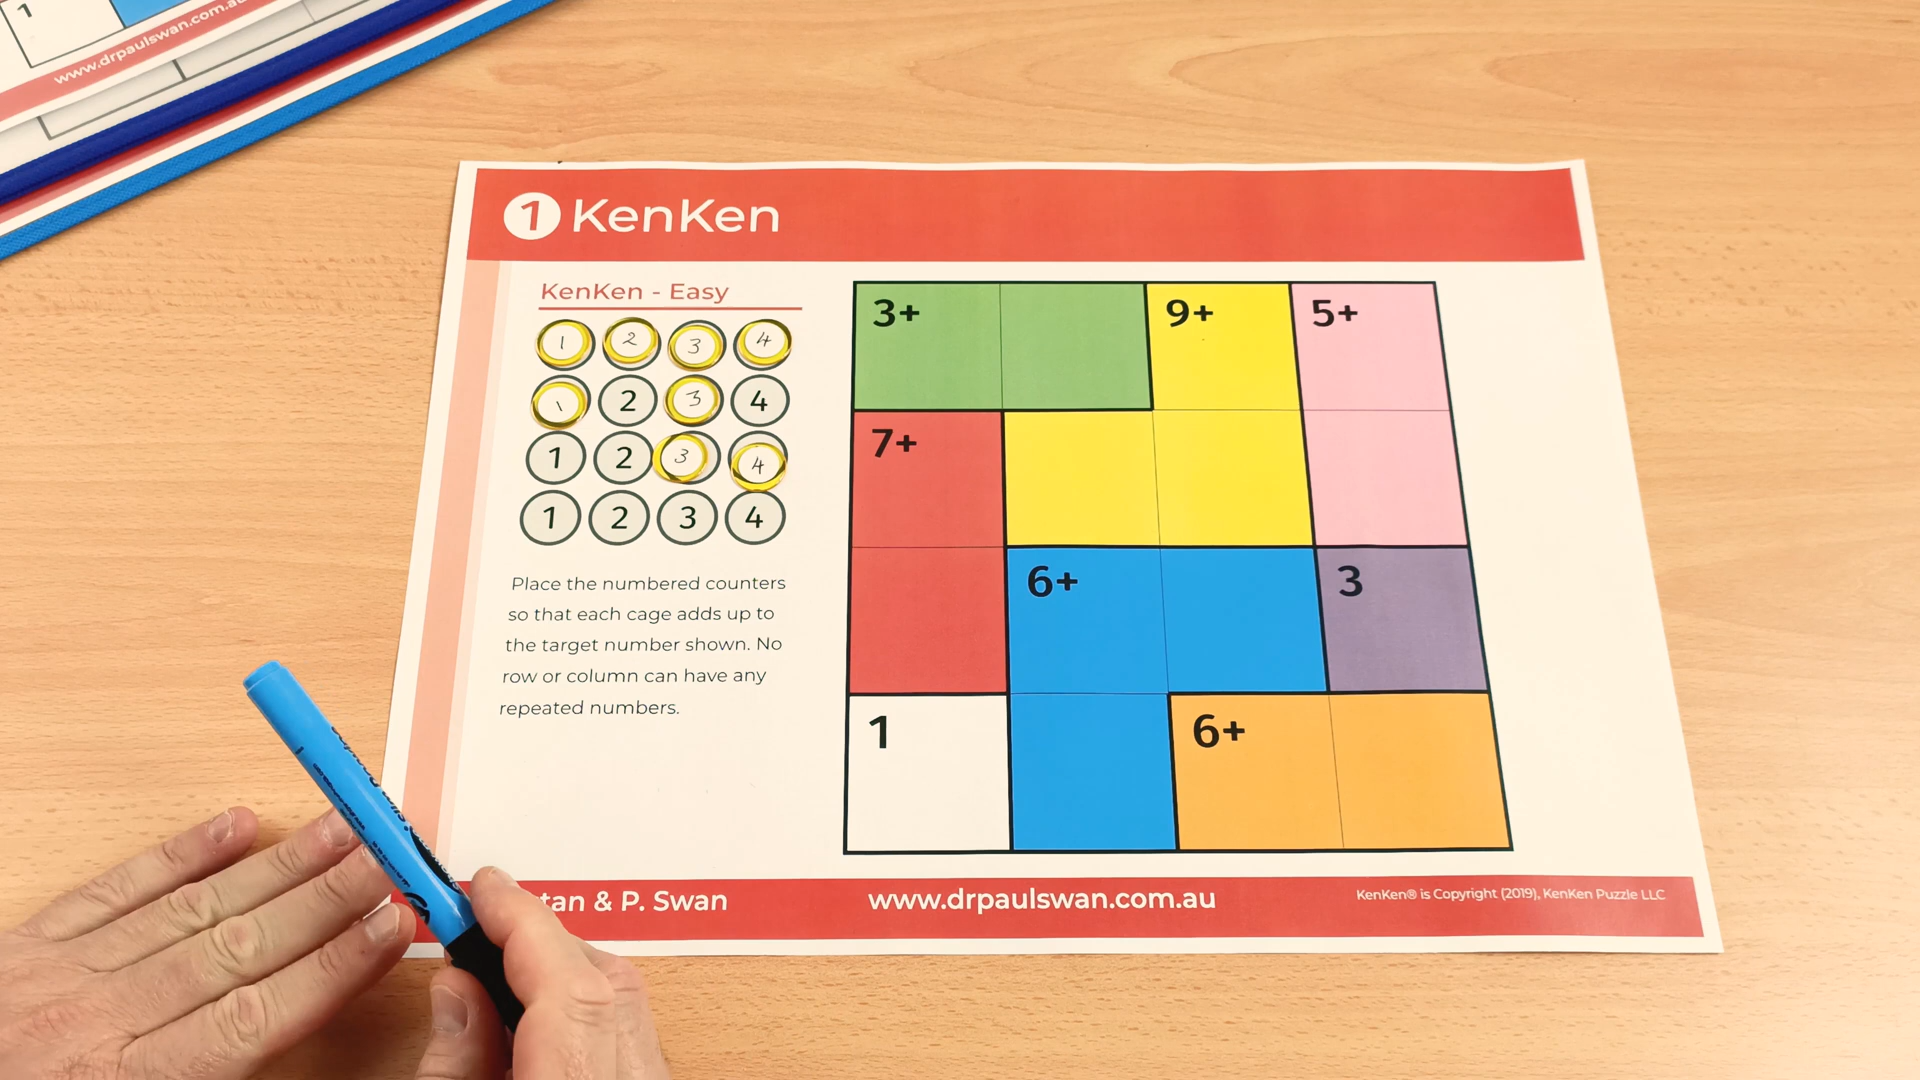 1
www.drpaulswan.com.au
1 KenKen
KenKen - Easy
1 2 3 4
1 2 3 4
1 2 3 4
1 2 3 4
Place the numbered counters
so that each cage adds up to
the target number shown. No
row or column can have any
repeated numbers.
3+ 9+ 5+
7+
6+ 3
1 6+
& P. Swan
www.drpaulswan.com.au
KenKen® is Copyright (2019), KenKen Puzzle LLC